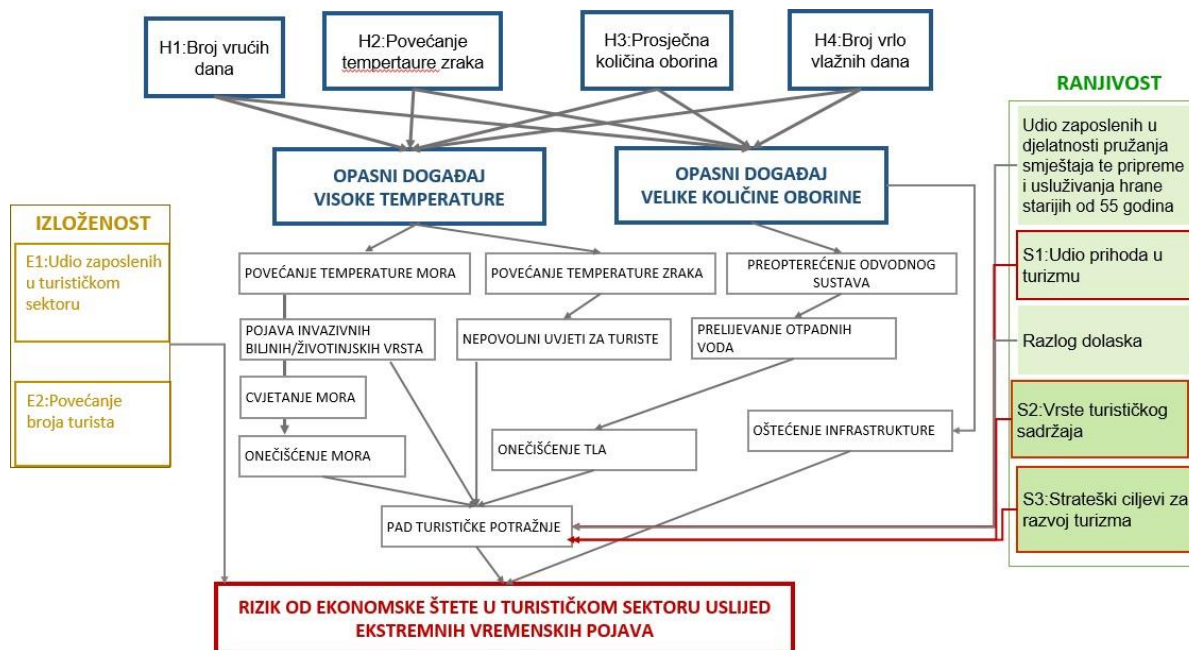 H1:Broj vrućih
dana
H2:Povećanje
tempertaure zraka
H3:Prosječna
količina oborina
H4:Broj vrlo
vlažnih dana
OPASNI DOGAĐAJ
VISOKE TEMPERATURE
OPASNI DOGAĐAJ
VELIKE KOLIČINE OBORINE
IZLOŽENOST
E1:Udio zaposlenih
u turističkom
sektoru
E2:Povećanje
broja turista
POVEĆANJE TEMPERATURE MORA
POVEĆANJE TEMPERATURE ZRAKA
PREOPTEREĆENJE ODVODNOG
SUSTAVA
POJAVA INVAZIVNIH
BILJNIH/ŽIVOTINJSKIH VRSTA
NEPOVOLJNI UVJETI ZA TURISTE
PRELIJEVANJE OTPADNIH
VODA
CVJETANJE MORA
ONEČIŠĆENJE MORA
ONEČIŠĆENJE TLA
OŠTEĆENJE INFRASTRUKTURE
PAD TURISTIČKE POTRAŽNJE
RIZIK OD EKONOMSKE ŠTETE U TURISTIČKOM SEKTORU USLIJED
EKSTREMNIH VREMENSKIH POJAVA
RANJIVOST
Udio zaposlenih u
djelatnosti pružanja
smještaja te pripreme
i usluživanja hrane
starijih od 55 godina
S1:Udio prihoda u
turizmu
Razlog dolaska
S2:Vrste turističkog
sadržaja
S3:Strateški ciljevi za
razvoj turizma